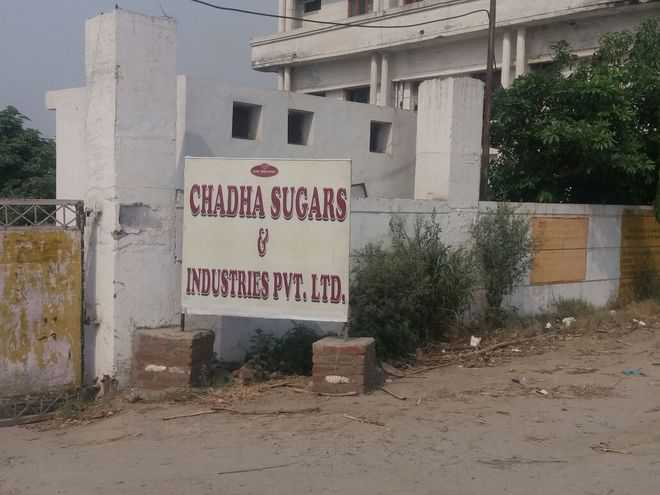 CHADHA SUGARS
&
INDUSTRIES PVT. LTD.